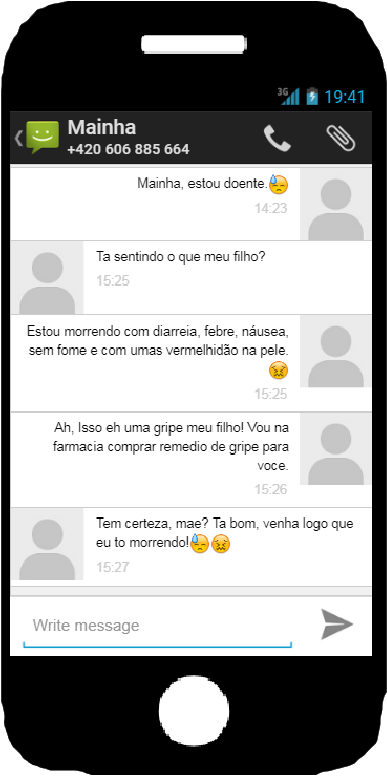 3G 19:41
Mainha
+420 606 885 664
Mainha, estou doente.😓
14:23
Ta sentindo o que meu filho?
15:25
Estou morrendo com diarreia, febre, náusea,
sem fome e com umas vermelhidão na pele.
😖
15:25
Ah, Isso eh uma gripe meu filho! Vou na
farmacia comprar remedio de gripe para
voce.
15:26
Tem certeza, mae? Ta bom, venha logo que
eu to morrendo!😓😖
15:27
Write message